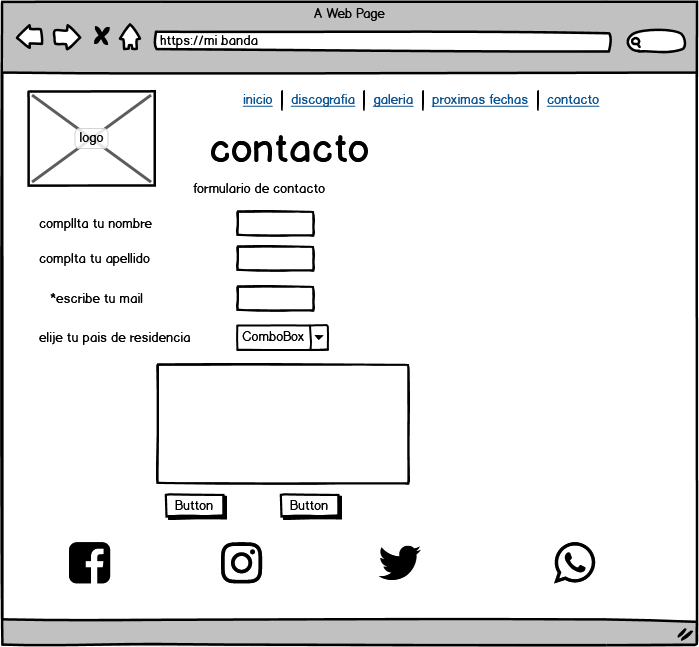 A Web Page
https://mi.banda
logo
inicio | discografia | galeria | proximas fechas | contacto
contacto
formulario de contacto
compllta tu nombre
complta tu apellido
*escribe tu mail
elije tu pais de residencia
ComboBox
Button
Button